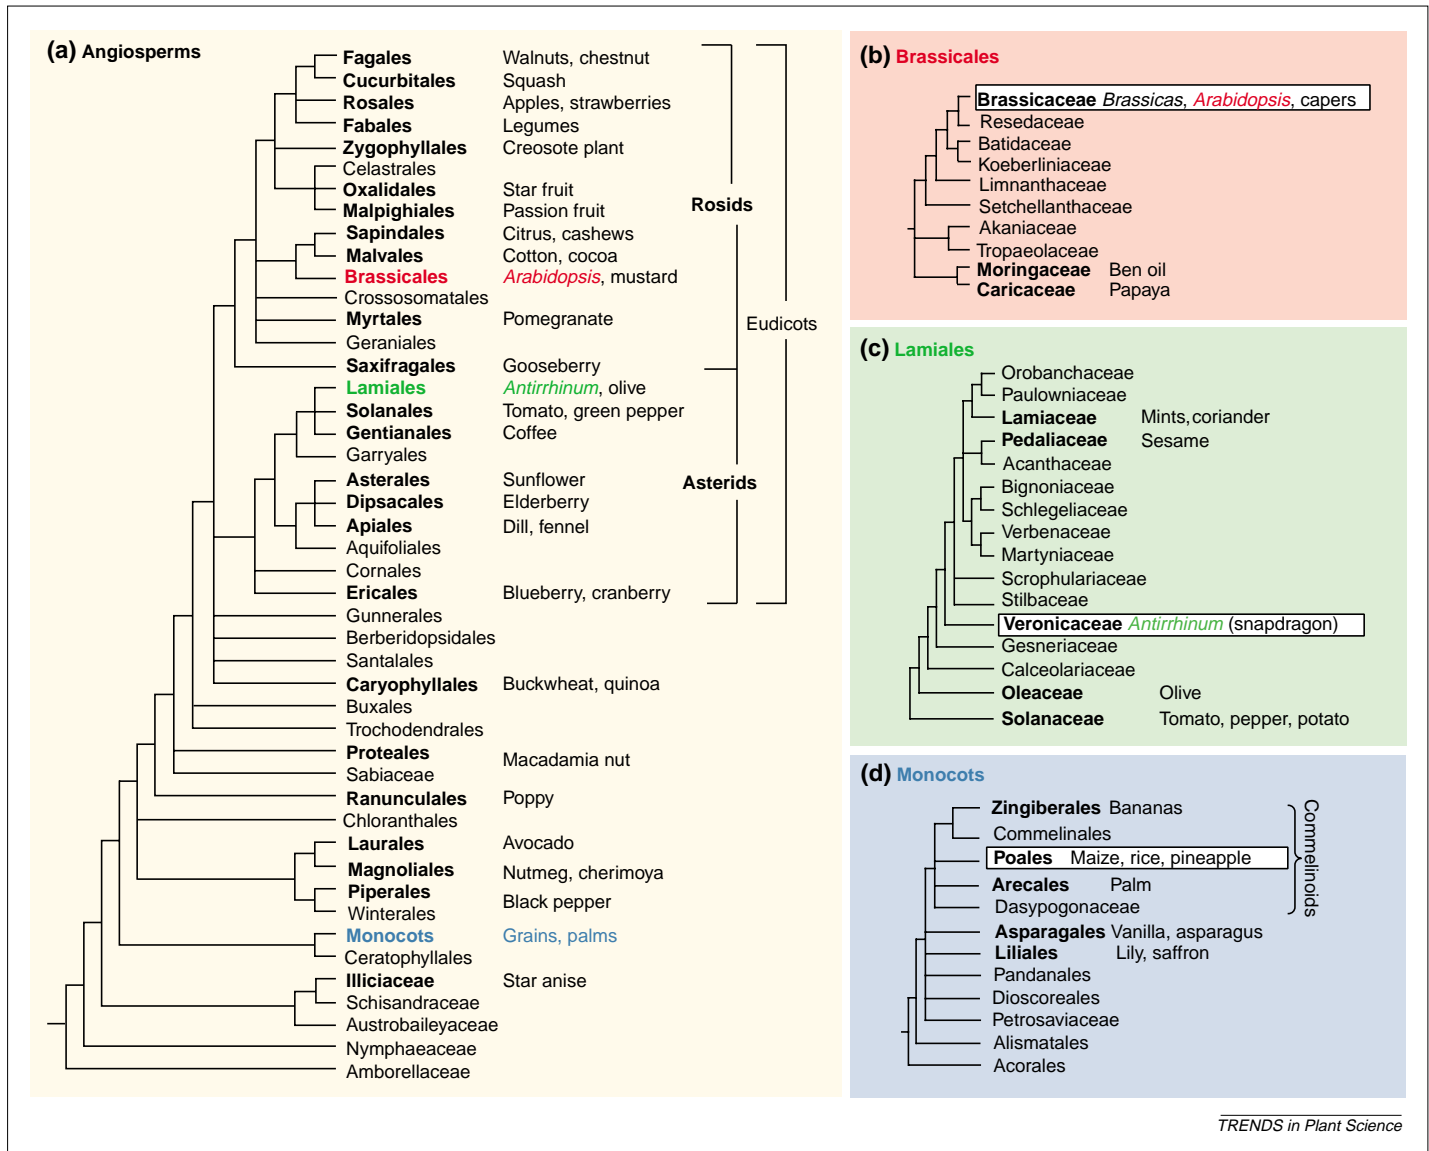 (a) Angiosperms
Fagales Walnuts, chestnut
Cucurbitales Squash
Rosales Apples, strawberries
Fabales Legumes
Zygophyllales Creosote plant
Celastrales
Oxalidales Star fruit
Malpighiales Passion fruit
Sapindales Citrus, cashews
Malvales Cotton, cocoa
Brassicales Arabidopsis, mustard
Crossosomatales
Myrtales Pomegranate
Geraniales
Saxifragales Gooseberry
Lamiales Antirrhinum, olive
Solanales Tomato, green pepper
Gentianales Coffee
Garryales
Asterales Sunflower
Dipsacales Elderberry
Apiales Dill, fennel
Aquifoliales
Cornales
Ericales Blueberry, cranberry
Gunnerales
Berberidopsidales
Santalales
Caryophyllales Buckwheat, quinoa
Buxales
Trochodendrales
Proteales
Macadamia nut
Sabiaceae
Ranunculales Poppy
Chloranthales
Laurales Avocado
Magnoliales Nutmeg, cherimoya
Piperales
Black pepper
Winterales
Monocots Grains, palms
Ceratophyllales
Illiciaceae Star anise
Schisandraceae
Austrobaileyaceae
Nymphaeaceae
Amborellaceae
Rosids
Eudicots
Asterids
(b) Brassicales
Brassicaceae Brassicas, Arabidopsis, capers
Resedaceae
Batidaceae
Koeberliniaceae
Limnanthaceae
Setchellanthaceae
Akaniaceae
Tropaeolaceae
Moringaceae Ben oil
Caricaceae Papaya
(c) Lamiales
Orobanchaceae
Paulowniaceae
Lamiaceae Mints,coriander
Pedaliaceae Sesame
Acanthaceae
Bignoniaceae
Schlegeliaceae
Verbenaceae
Martyniaceae
Scrophulariaceae
Stilbaceae
Veronicaceae Antirrhinum (snapdragon)
Gesneriaceae
Calceolariaceae
Oleaceae Olive
Solanaceae Tomato, pepper, potato
(d) Monocots
Zingiberales Bananas
Commelinales
Poales Maize, rice, pineapple
Arecales Palm
Dasypogonaceae
Commelinoids
Asparagales Vanilla, asparagus
Liliales Lily, saffron
Pandanales
Dioscoreales
Petrosaviaceae
Alismatales
Acorales
TRENDS in Plant Science